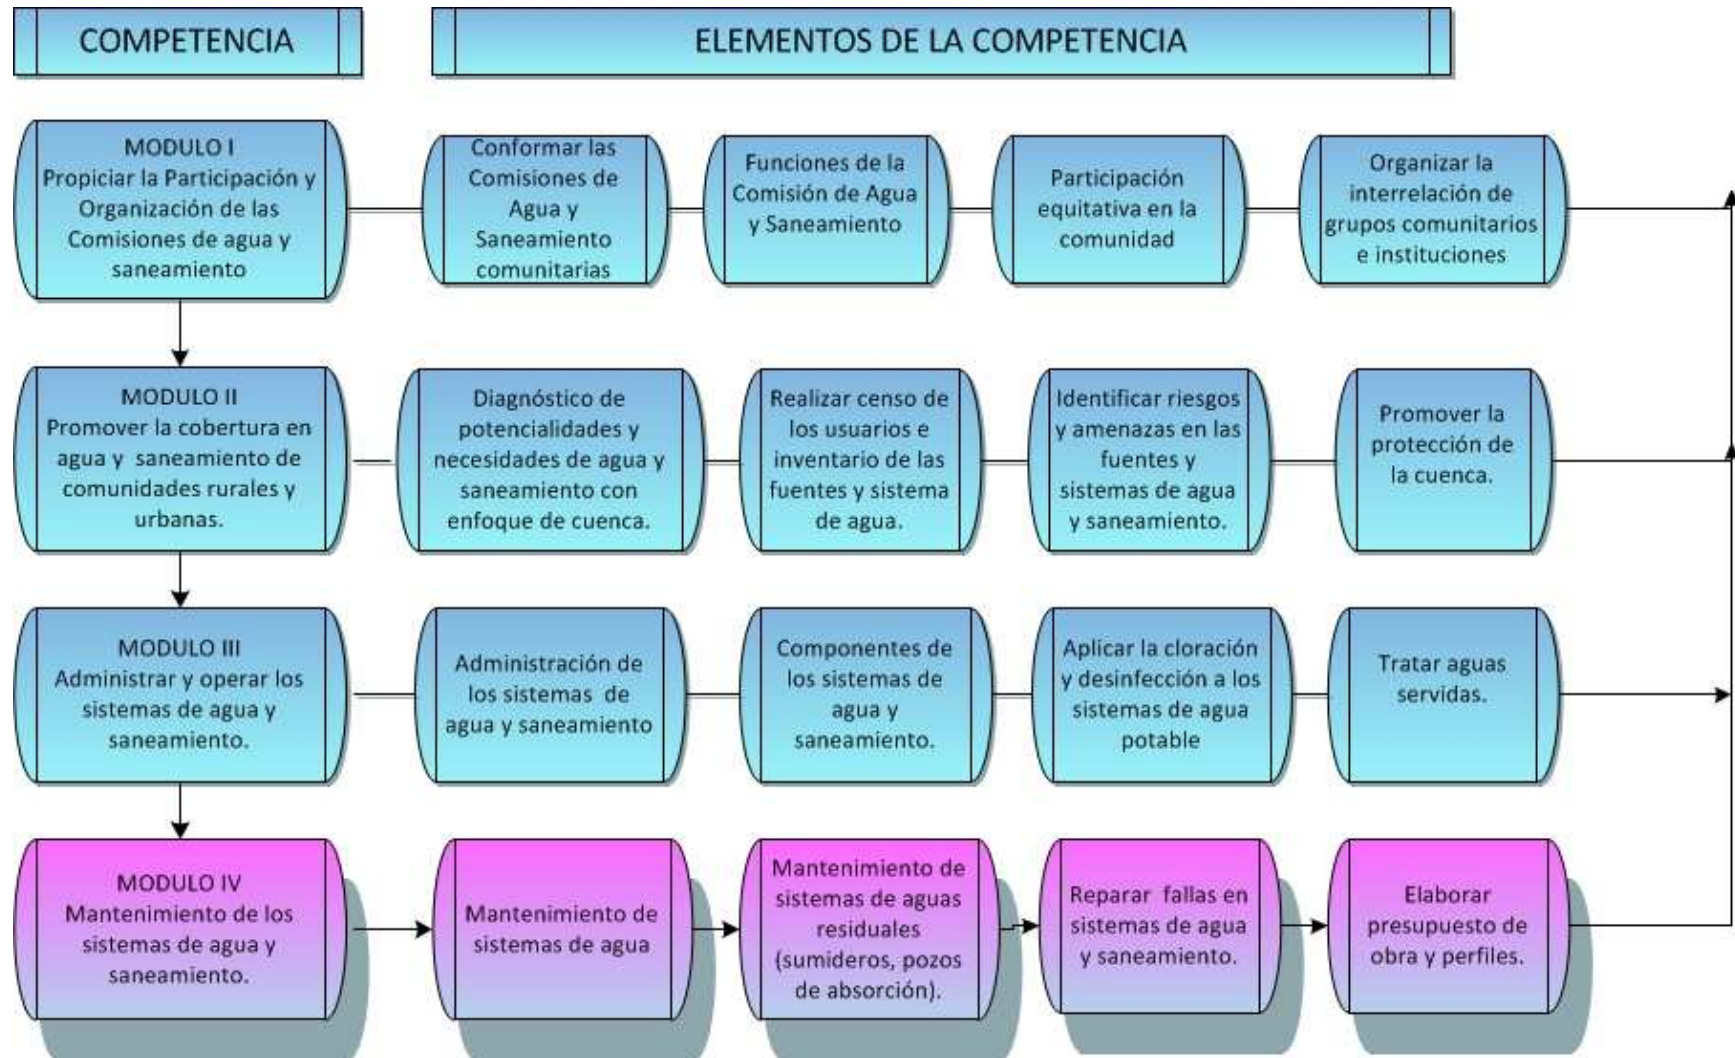 COMPETENCIA
ELEMENTOS DE LA COMPETENCIA
MODULO I
Propiciar la Participación y
Organización de las
Comisiones de agua y
saneamiento
Conformar las
Comisiones de
Agua y
Saneamiento
comunitarias
Funciones de la
Comisión de Agua
y Saneamiento
Participación
equitativa en la
comunidad
Organizar la
interrelación de
grupos comunitarios
e instituciones
MODULO II
Promover la cobertura en
agua y saneamiento de
comunidades rurales y
urbanas.
Diagnóstico de
potencialidades y
necesidades de agua y
saneamiento con
enfoque de cuenca.
Realizar censo de
los usuarios e
inventario de las
fuentes y sistema
de agua.
Identificar riesgos
y amenazas en las
fuentes y
sistemas de agua
y saneamiento.
Promover la
protección de
la cuenca.
MODULO III
Administrar y operar los
sistemas de agua y
saneamiento.
Administración de
los sistemas de
agua y saneamiento
Componentes de
los sistemas de
agua y
saneamiento.
Aplicar la cloración
y desinfección a los
sistemas de agua
potable
Tratar aguas
servidas.
MODULO IV
Mantenimiento de los
sistemas de agua y
saneamiento.
Mantenimiento de
sistemas de agua
Mantenimiento de
sistemas de aguas
residuales
(sumideros, pozos
de absorción).
Reparar fallas en
sistemas de agua
y saneamiento.
Elaborar
presupuesto de
obra y perfiles.